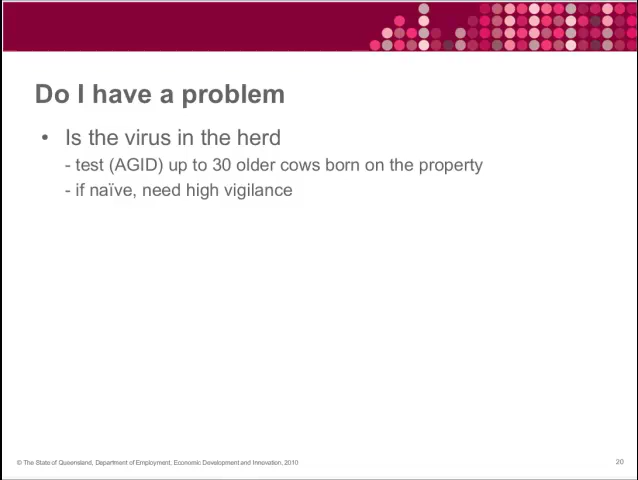 Do I have a problem
• Is the virus in the herd
- test (AGID) up to 30 older cows born on the property
- if naïve, need high vigilance
© The State of Queensland, Department of Employment, Economic Development and Innovation, 2010
20